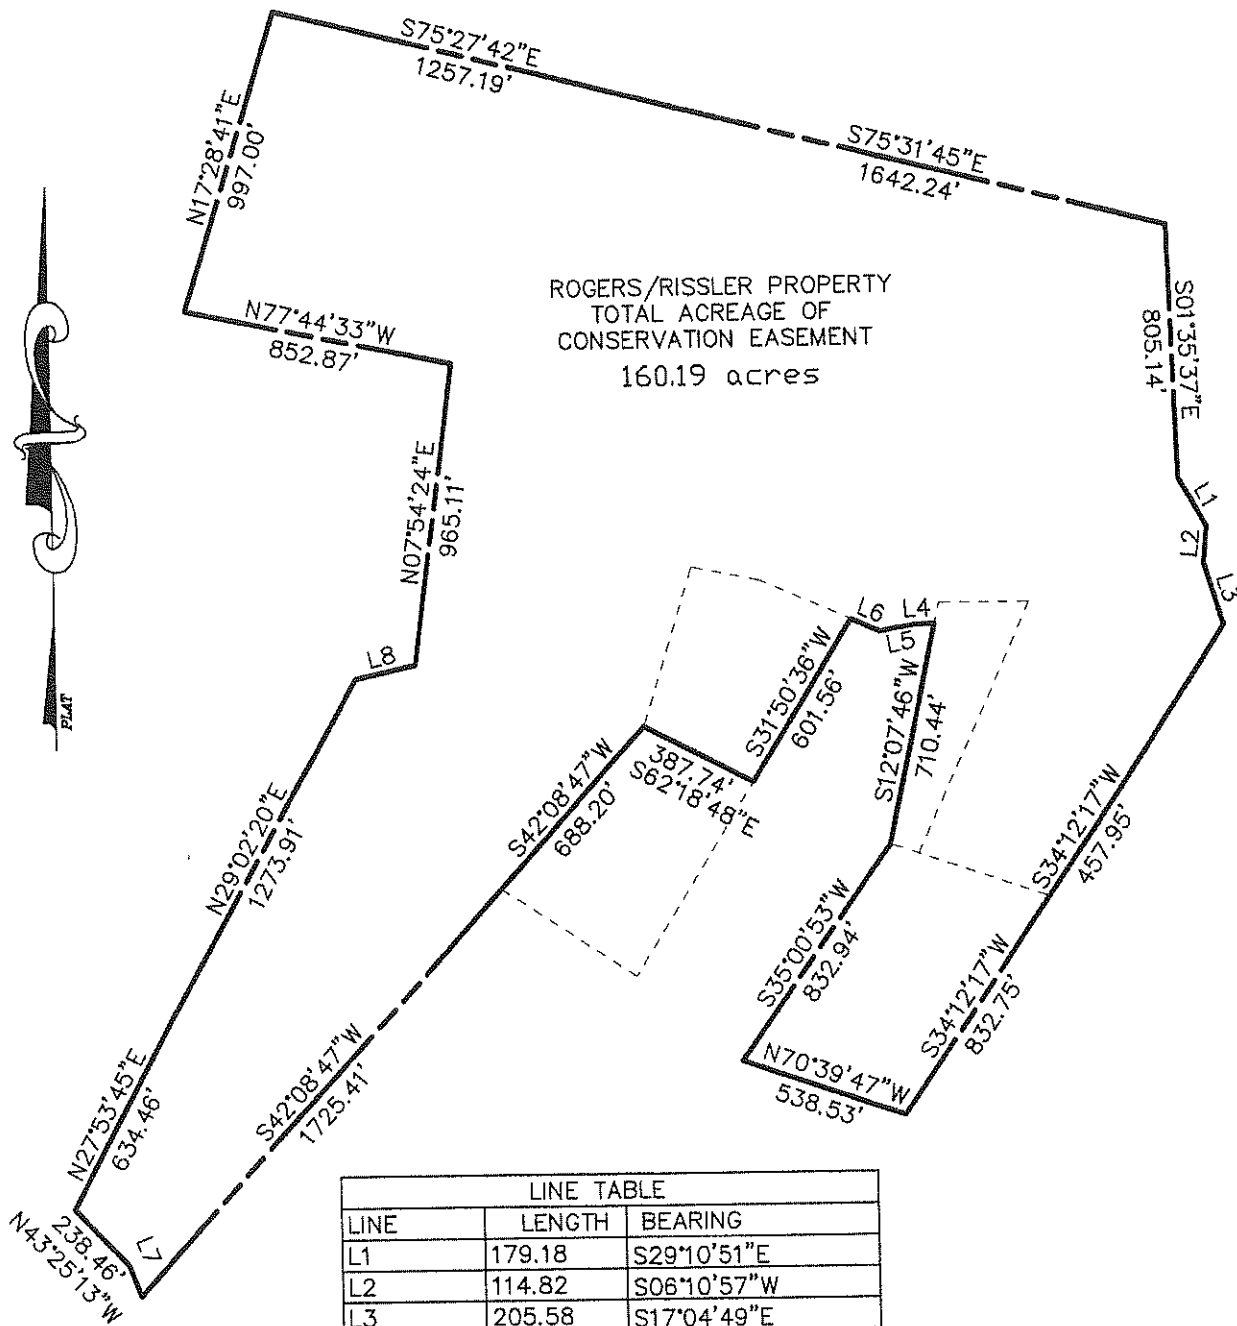 S75°27'42"E
1257.19'
S75°31'45"E
1642.24'
N17°28'41"E
997.00'
ROGERS/RISSLER PROPERTY
TOTAL ACREAGE OF
CONSERVATION EASEMENT
160.19 acres
N77°44'33"W
852.87'
S01°35'37"E
805.14'
N07°54'24"E
965.11'
L1
L2
L3
L6
L4
L5
L8
PLAT
S31°50'36"W
601.56'
S12°07'46"W
710.44'
387.74'
S62°18'48"E
S42°08'47"W
688.20'
S34°12'17"W
457.95'
N29°02'20"E
1273.91'
S35°00'53"W
832.94'
S34°12'17"W
832.75'
N70°39'47"W
538.53'
S42°08'47"W
1725.41'
N27°53'45"E
634.46'
L7
238.46'
N43°25'13"W
LINE TABLE
LINE LENGTH BEARING
L1 179.18 S29°10'51"E
L2 114.82 S06°10'57"W
L3 205.58 S17°04'49"E